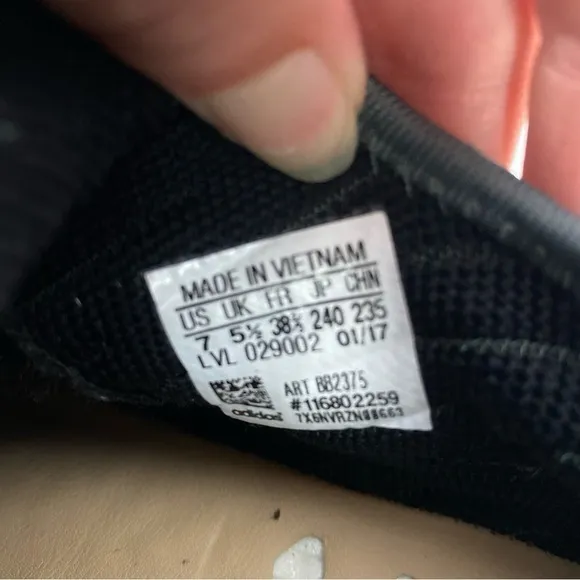 MADE IN VIETNAM
US UK FR JP CHN
7 5½ 38⅔ 240 235
LVL 029002 01/17
ART BB2375
#116802259
adidas